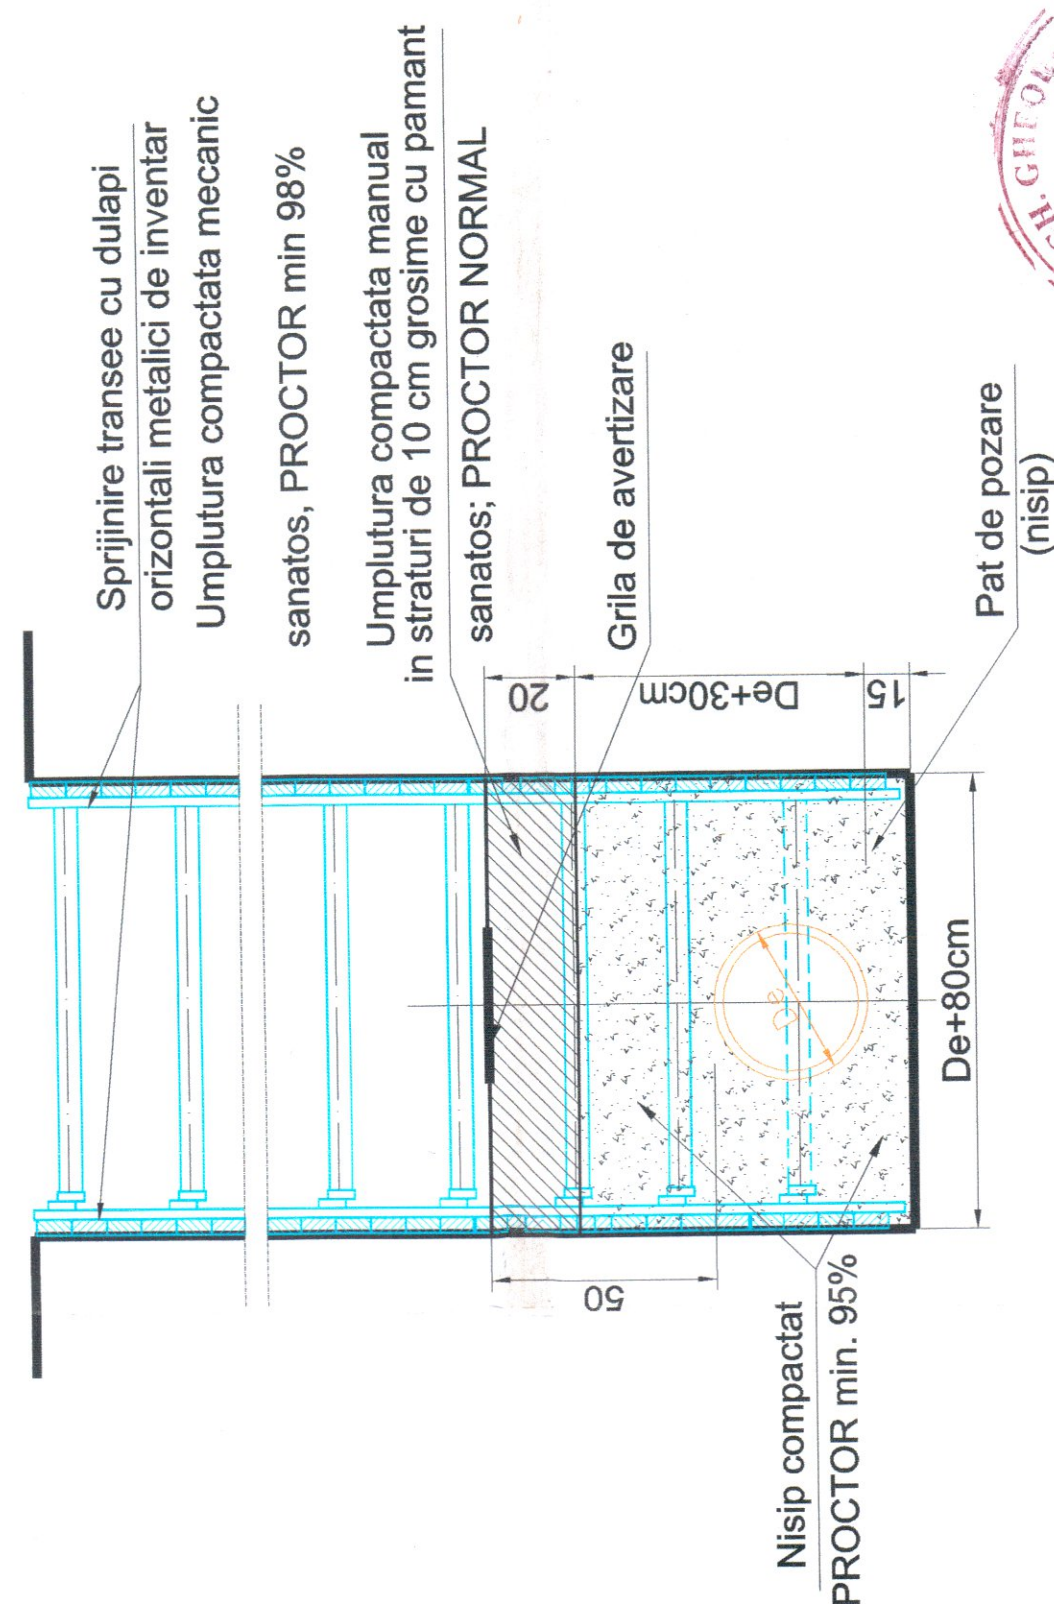 Sprijinire transee cu dulapi
orizontali metalici de inventar
Umplutura compactata mecanic
sanatos, PROCTOR min 98%
Umplutura compactata manual
in straturi de 10 cm grosime cu pamant
sanatos; PROCTOR NORMAL
Grila de avertizare
Pat de pozare
(nisip)
20
De+30cm
15
De
De+80cm
50
Nisip compactat
PROCTOR min. 95%